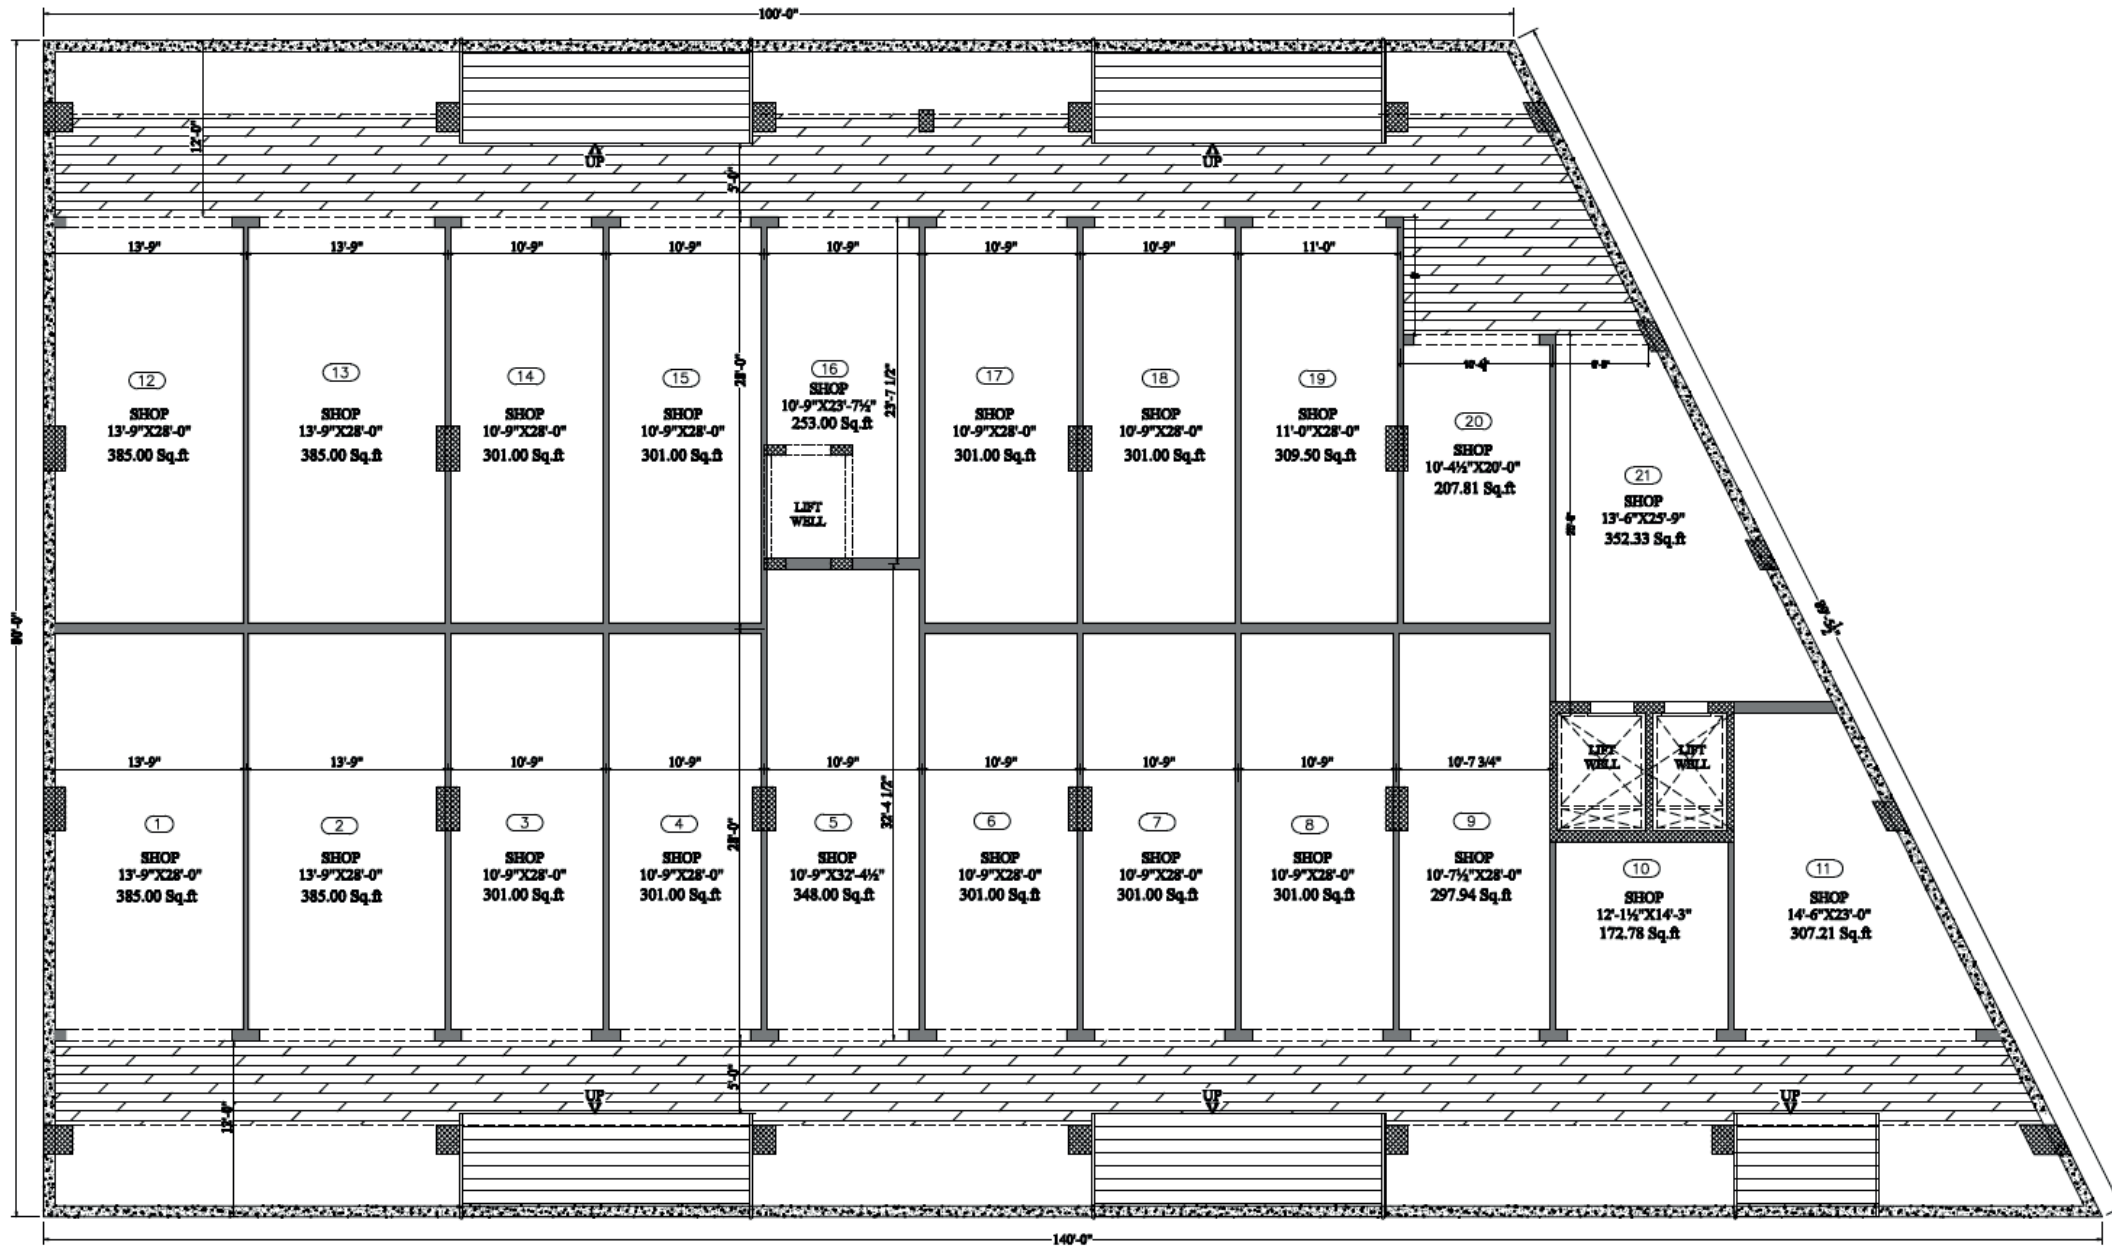 100'-0"
12'-0"
UP
UP
5'-0"
13'-9"
13'-9"
10'-9"
10'-9"
10'-9"
10'-9"
10'-9"
11'-0"
12
SHOP
13'-9"X28'-0"
385.00 Sq.ft
13
SHOP
13'-9"X28'-0"
385.00 Sq.ft
14
SHOP
10'-9"X28'-0"
301.00 Sq.ft
15
SHOP
10'-9"X28'-0"
301.00 Sq.ft
28'-0"
16
SHOP
10'-9"X23'-7½"
253.00 Sq.ft
23'-7 1/2"
LIFT
WELL
17
SHOP
10'-9"X28'-0"
301.00 Sq.ft
18
SHOP
10'-9"X28'-0"
301.00 Sq.ft
19
SHOP
11'-0"X28'-0"
309.50 Sq.ft
20
SHOP
10'-4½"X20'-0"
207.81 Sq.ft
21
SHOP
13'-6"X25'-9"
352.33 Sq.ft
80'-0"
13'-9"
13'-9"
10'-9"
10'-9"
10'-9"
10'-9"
10'-9"
10'-9"
10'-7 3/4"
LIFT
WELL
LIFT
WELL
1
SHOP
13'-9"X28'-0"
385.00 Sq.ft
2
SHOP
13'-9"X28'-0"
385.00 Sq.ft
3
SHOP
10'-9"X28'-0"
301.00 Sq.ft
4
SHOP
10'-9"X28'-0"
301.00 Sq.ft
28'-0"
5
SHOP
10'-9"X32'-4½"
348.00 Sq.ft
32'-4 1/2"
6
SHOP
10'-9"X28'-0"
301.00 Sq.ft
7
SHOP
10'-9"X28'-0"
301.00 Sq.ft
8
SHOP
10'-9"X28'-0"
301.00 Sq.ft
9
SHOP
10'-7½"X28'-0"
297.94 Sq.ft
10
SHOP
12'-1½"X14'-3"
172.78 Sq.ft
11
SHOP
14'-6"X23'-0"
307.21 Sq.ft
5'-0"
12'-0"
UP
UP
UP
140'-0"